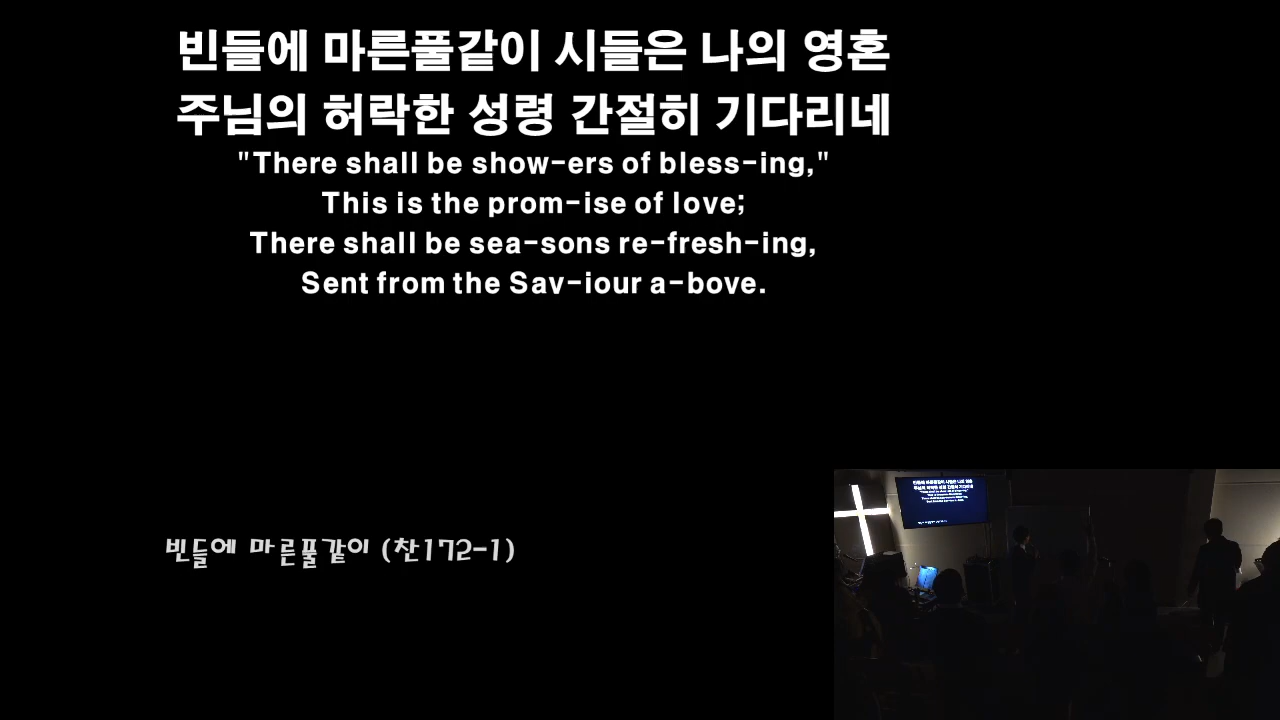 빈들에 마른풀같이 시들은 나의 영혼
주님의 허락한 성령 간절히 기다리네
"There shall be show-ers of bless-ing,"
This is the prom-ise of love;
There shall be sea-sons re-fresh-ing,
Sent from the Sav-iour a-bove.
빈들에 마른풀같이 (찬172-1)